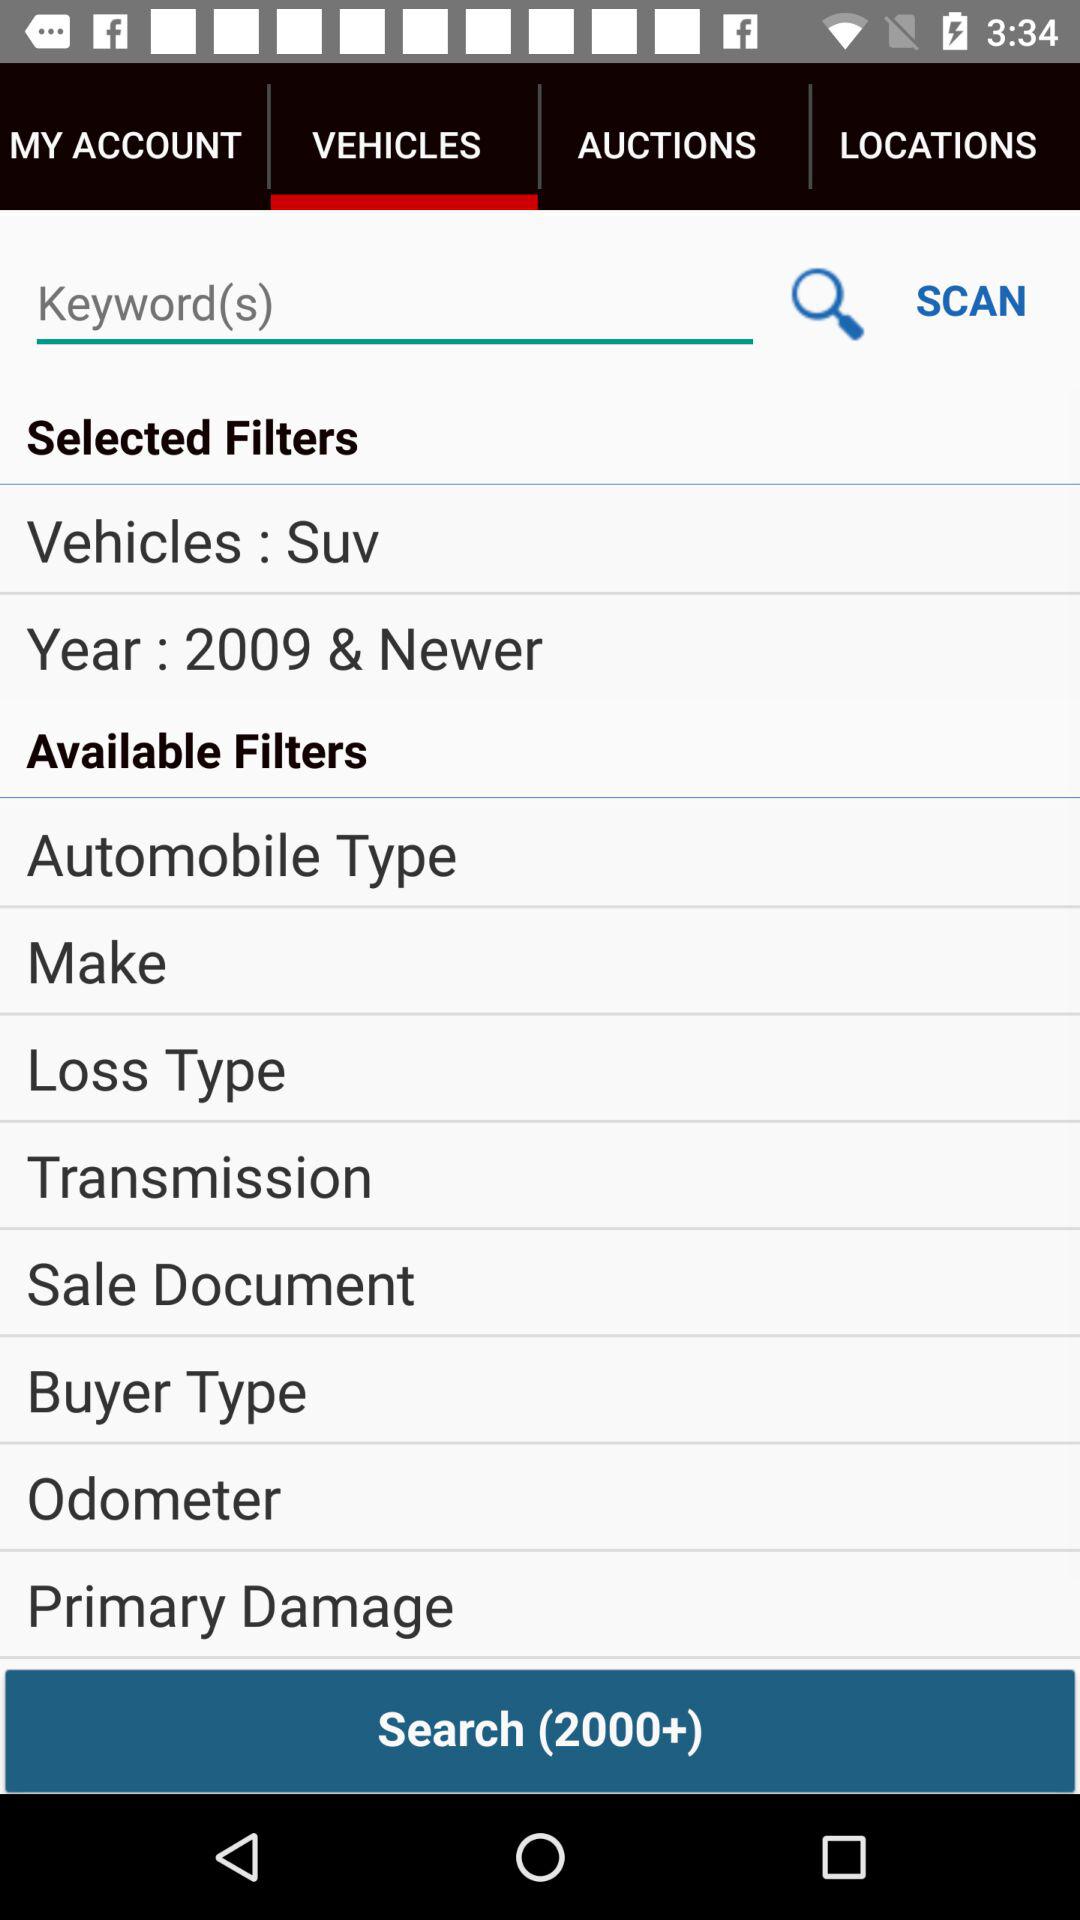 3:34
MY ACCOUNT VEHICLES AUCTIONS LOCATIONS
Keyword(s) SCAN
Selected Filters
Vehicles : Suv
Year : 2009 & Newer
Available Filters
Automobile Type
Make
Loss Type
Transmission
Sale Document
Buyer Type
Odometer
Primary Damage
Search (2000+)